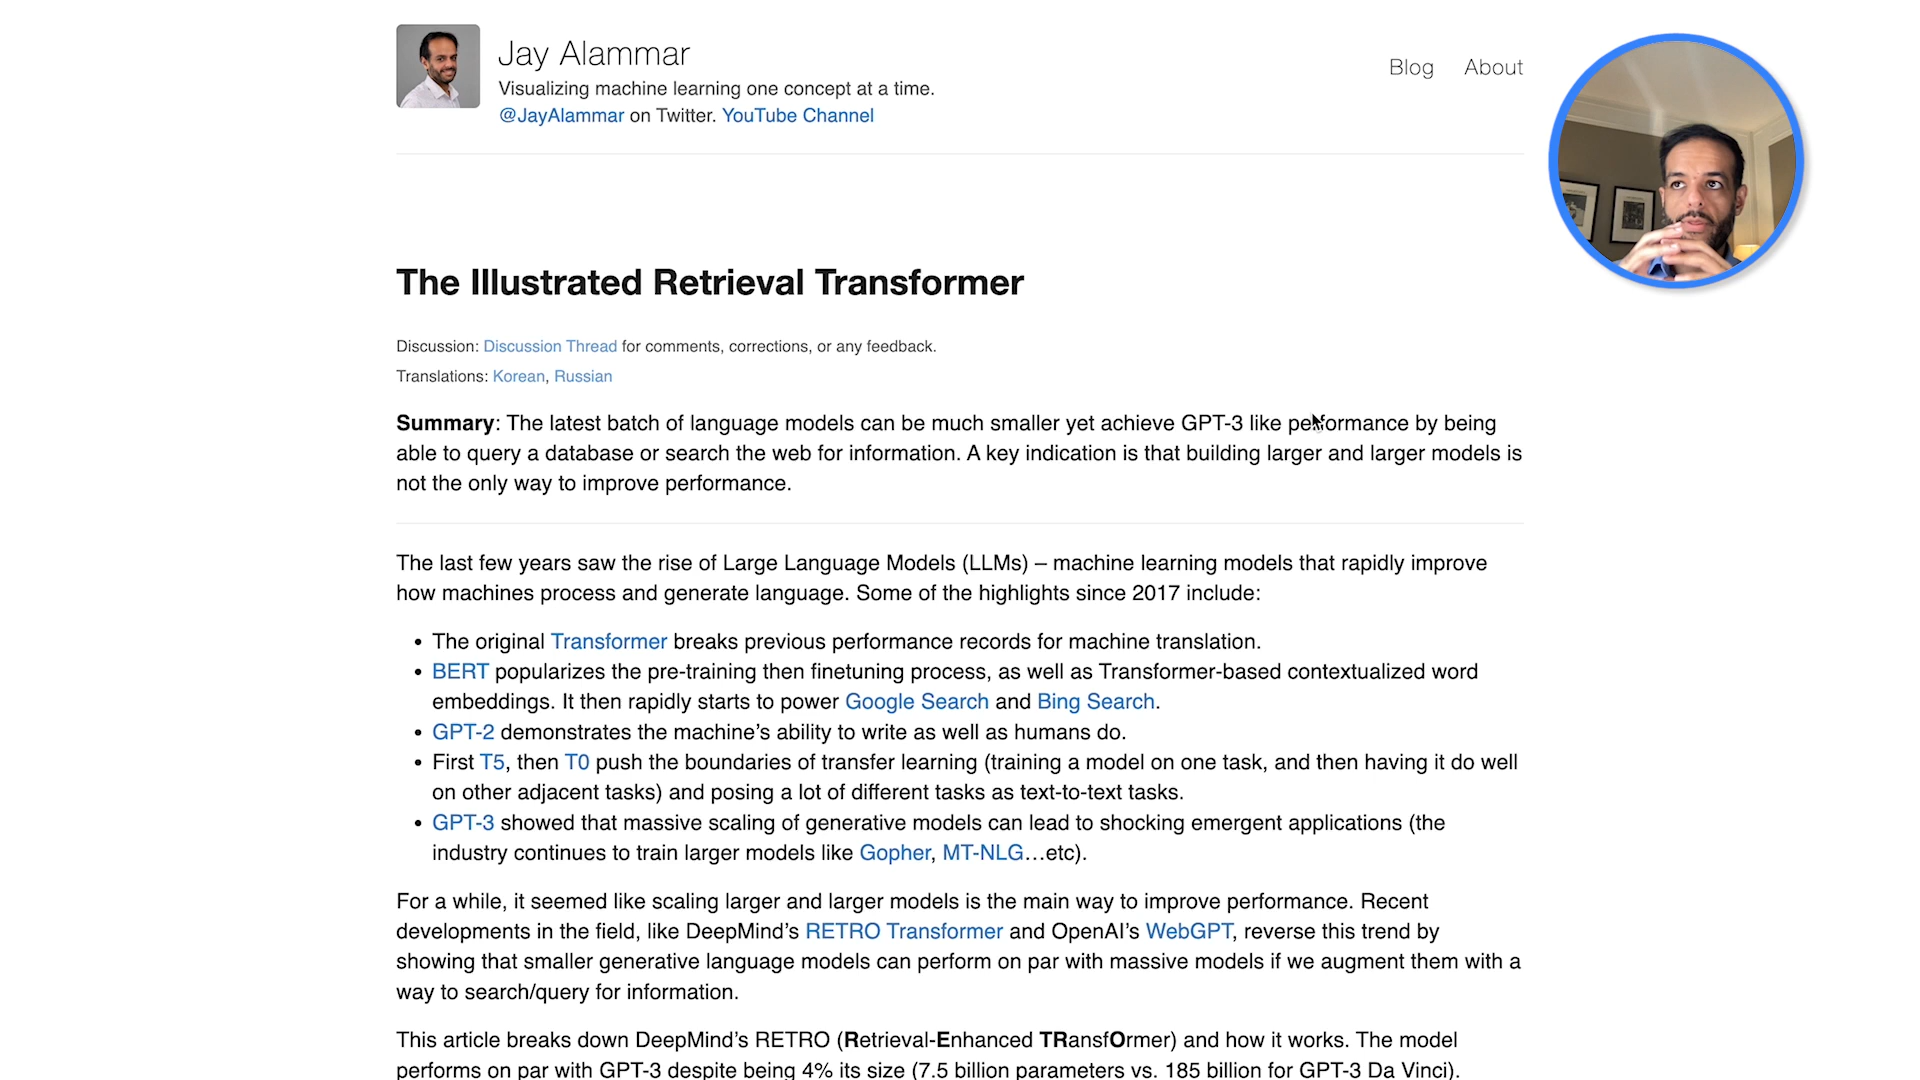 Jay Alammar
Visualizing machine learning one concept at a time.
@JayAlammar on Twitter. YouTube Channel
Blog About
The Illustrated Retrieval Transformer
Discussion: Discussion Thread for comments, corrections, or any feedback.
Translations: Korean, Russian
Summary: The latest batch of language models can be much smaller yet achieve GPT-3 like performance by being
able to query a database or search the web for information. A key indication is that building larger and larger models is
not the only way to improve performance.
The last few years saw the rise of Large Language Models (LLMs) – machine learning models that rapidly improve
how machines process and generate language. Some of the highlights since 2017 include:
• The original Transformer breaks previous performance records for machine translation.
• BERT popularizes the pre-training then finetuning process, as well as Transformer-based contextualized word
embeddings. It then rapidly starts to power Google Search and Bing Search.
• GPT-2 demonstrates the machine’s ability to write as well as humans do.
• First T5, then T0 push the boundaries of transfer learning (training a model on one task, and then having it do well
on other adjacent tasks) and posing a lot of different tasks as text-to-text tasks.
• GPT-3 showed that massive scaling of generative models can lead to shocking emergent applications (the
industry continues to train larger models like Gopher, MT-NLG…etc).
For a while, it seemed like scaling larger and larger models is the main way to improve performance. Recent
developments in the field, like DeepMind’s RETRO Transformer and OpenAI’s WebGPT, reverse this trend by
showing that smaller generative language models can perform on par with massive models if we augment them with a
way to search/query for information.
This article breaks down DeepMind’s RETRO (Retrieval-Enhanced TRansfOrmer) and how it works. The model
performs on par with GPT-3 despite being 4% its size (7.5 billion parameters vs. 185 billion for GPT-3 Da Vinci).